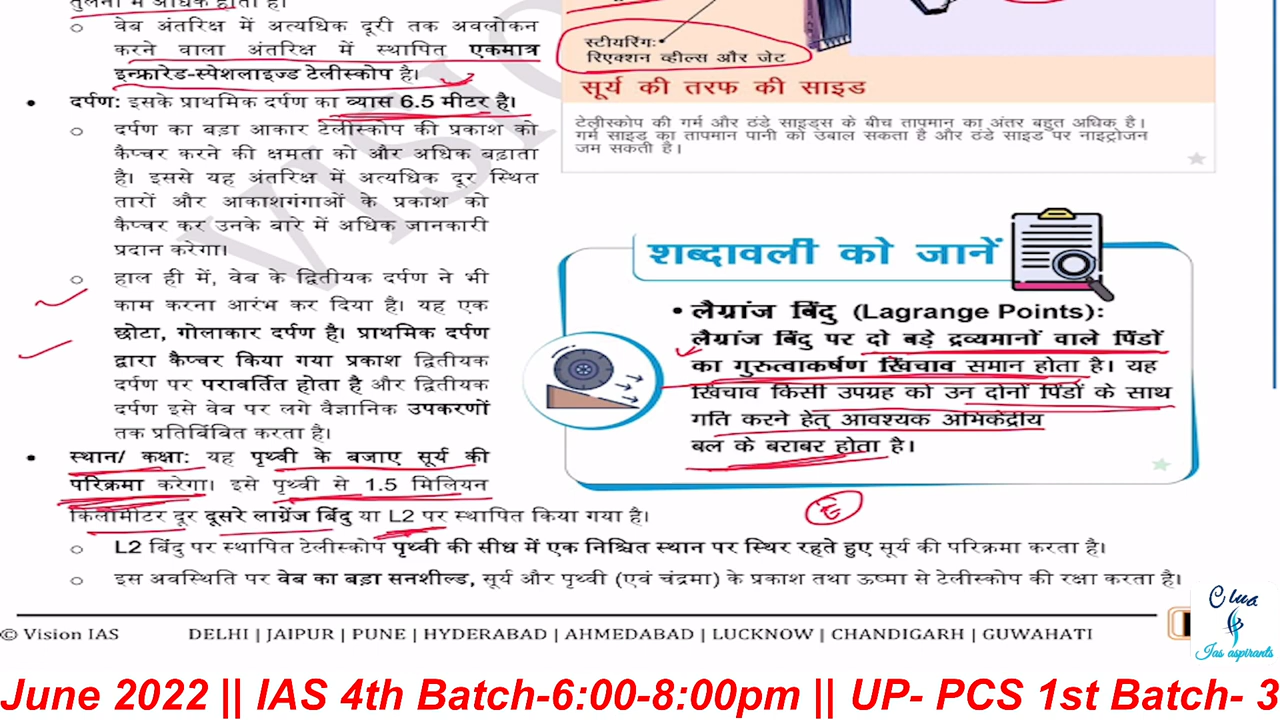 तुलना में अधिक होता है।
वेब अंतरिक्ष में अत्यधिक दूरी तक अवलोकन
करने वाला अंतरिक्ष में स्थापित एकमात्र
इन्फ्रारेड-स्पेशलाइज्ड टेलीस्कोप है।
• दर्पण: इसके प्राथमिक दर्पण का व्यास 6.5 मीटर है।
दर्पण का बड़ा आकार टेलीस्कोप की प्रकाश को
कैप्चर करने की क्षमता को और अधिक बढ़ाता
है। इससे यह अंतरिक्ष में अत्यधिक दूर स्थित
तारों और आकाशगंगाओं के प्रकाश को
कैप्चर कर उनके बारे में अधिक जानकारी
प्रदान करेगा।
हाल ही में, वेब के द्वितीयक दर्पण ने भी
काम करना आरंभ कर दिया है। यह एक
छोटा, गोलाकार दर्पण है। प्राथमिक दर्पण
द्वारा कैप्चर किया गया प्रकाश द्वितीयक
दर्पण पर परावर्तित होता है और द्वितीयक
दर्पण इसे वेब पर लगे वैज्ञानिक उपकरणों
तक प्रतिबिंबित करता है।
• स्थान/ कक्षा: यह पृथ्वी के बजाए सूर्य की
परिक्रमा करेगा। इसे पृथ्वी से 1.5 मिलियन
किलोमीटर दूर दूसरे लाग्रेंज बिंदु या L2 पर स्थापित किया गया है।
L2 बिंदु पर स्थापित टेलीस्कोप पृथ्वी की सीध में एक निश्चित स्थान पर स्थिर रहते हुए सूर्य की परिक्रमा करता है।
इस अवस्थिति पर वेब का बड़ा सनशील्ड, सूर्य और पृथ्वी (एवं चंद्रमा) के प्रकाश तथा ऊष्मा से टेलीस्कोप की रक्षा करता है।
स्टीयरिंगः
रिएक्शन व्हील्स और जेट
सूर्य की तरफ की साइड
टेलीस्कोप की गर्म और ठंडे साइड्स के बीच तापमान का अंतर बहुत अधिक है।
गर्म साइड का तापमान पानी को उबाल सकता है और ठंडे साइड पर नाइट्रोजन
जम सकती है।
शब्दावली को जानें
• लैग्रांज बिंदु (Lagrange Points):
लैग्रांज बिंदु पर दो बड़े द्रव्यमानों वाले पिंडों
का गुरुत्वाकर्षण खिंचाव समान होता है। यह
खिंचाव किसी उपग्रह को उन दोनों पिंडों के साथ
गति करने हेतु आवश्यक अभिकेंद्रीय
बल के बराबर होता है।
E
VISIO
© Vision IAS DELHI | JAIPUR | PUNE | HYDERABAD | AHMEDABAD | LUCKNOW | CHANDIGARH | GUWAHATI
Clue
Ias aspirants
June 2022 || IAS 4th Batch-6:00-8:00pm || UP- PCS 1st Batch- 3